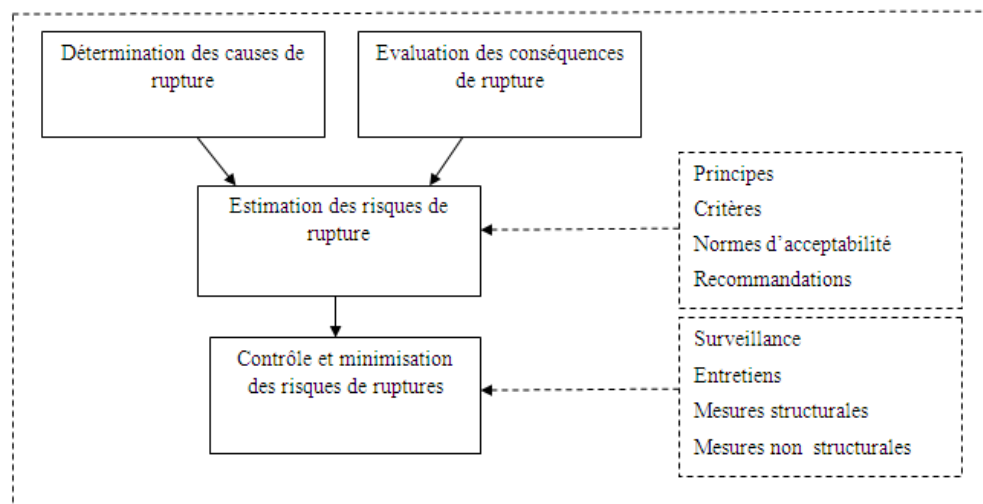 Détermination des causes de
rupture
Evaluation des conséquences
de rupture
Estimation des risques de
rupture
Principes
Critères
Normes d’acceptabilité
Recommandations
Contrôle et minimisation
des risques de ruptures
Surveillance
Entretiens
Mesures structurales
Mesures non structurales